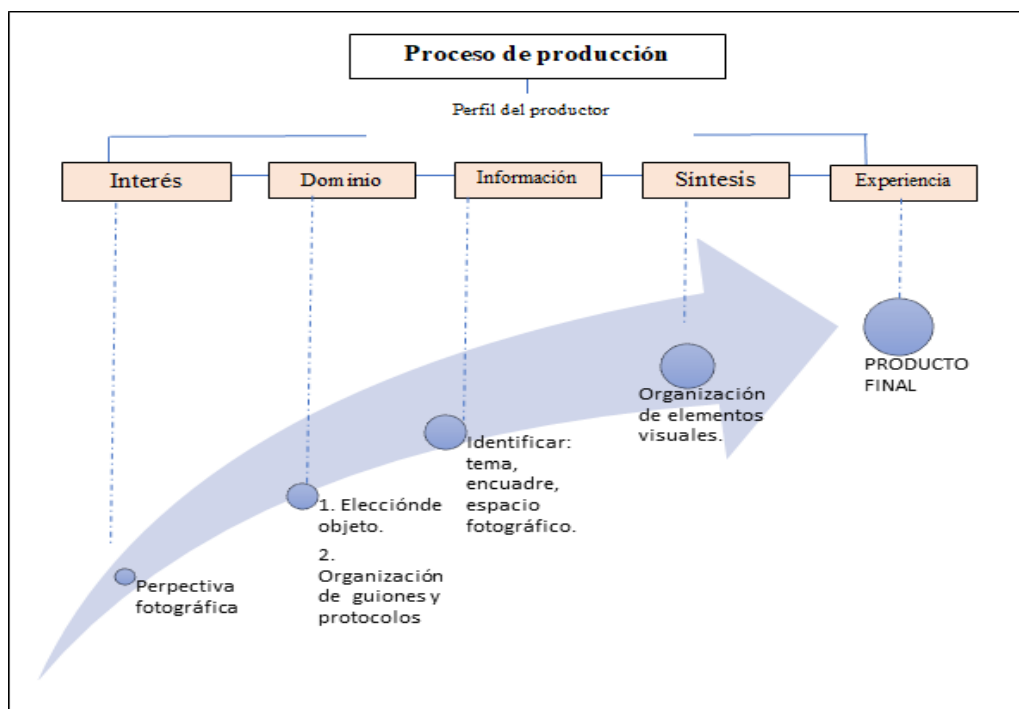 Proceso de producción
Perfil del productor
Interés
Dominio
Información
Síntesis
Experiencia
Perpectiva
fotográfica
1. Elecciónde
objeto.
2.
Organización
de guiones y
protocolos
Identificar:
tema,
encuadre,
espacio
fotográfico.
Organización
de elementos
visuales.
PRODUCTO
FINAL